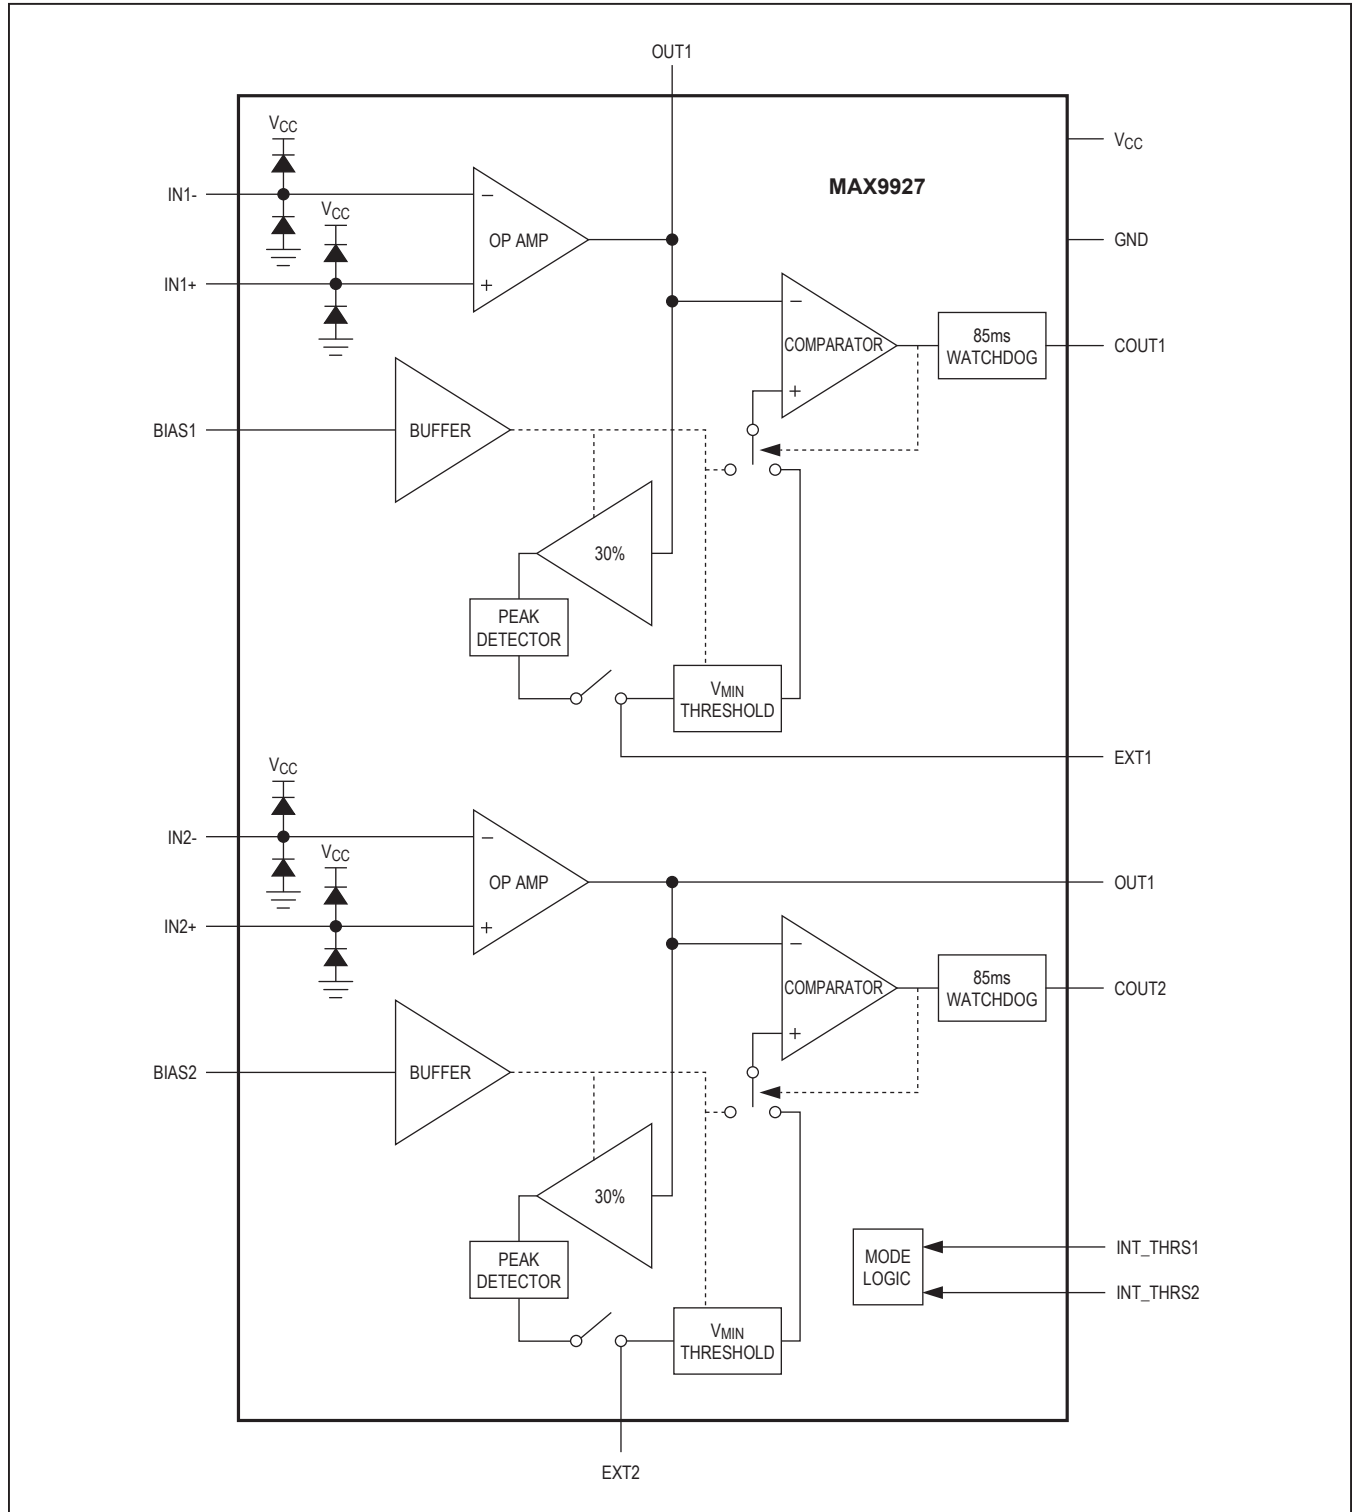 OUT1
VCC
VCC
IN1-
MAX9927
VCC
OP AMP
GND
IN1+
COMPARATOR
85ms
WATCHDOG
COUT1
BIAS1
BUFFER
30%
PEAK
DETECTOR
VMIN
THRESHOLD
EXT1
VCC
IN2-
VCC
OP AMP
OUT1
IN2+
COMPARATOR
85ms
WATCHDOG
COUT2
BIAS2
BUFFER
30%
PEAK
DETECTOR
MODE
LOGIC
INT_THRS1
INT_THRS2
VMIN
THRESHOLD
EXT2